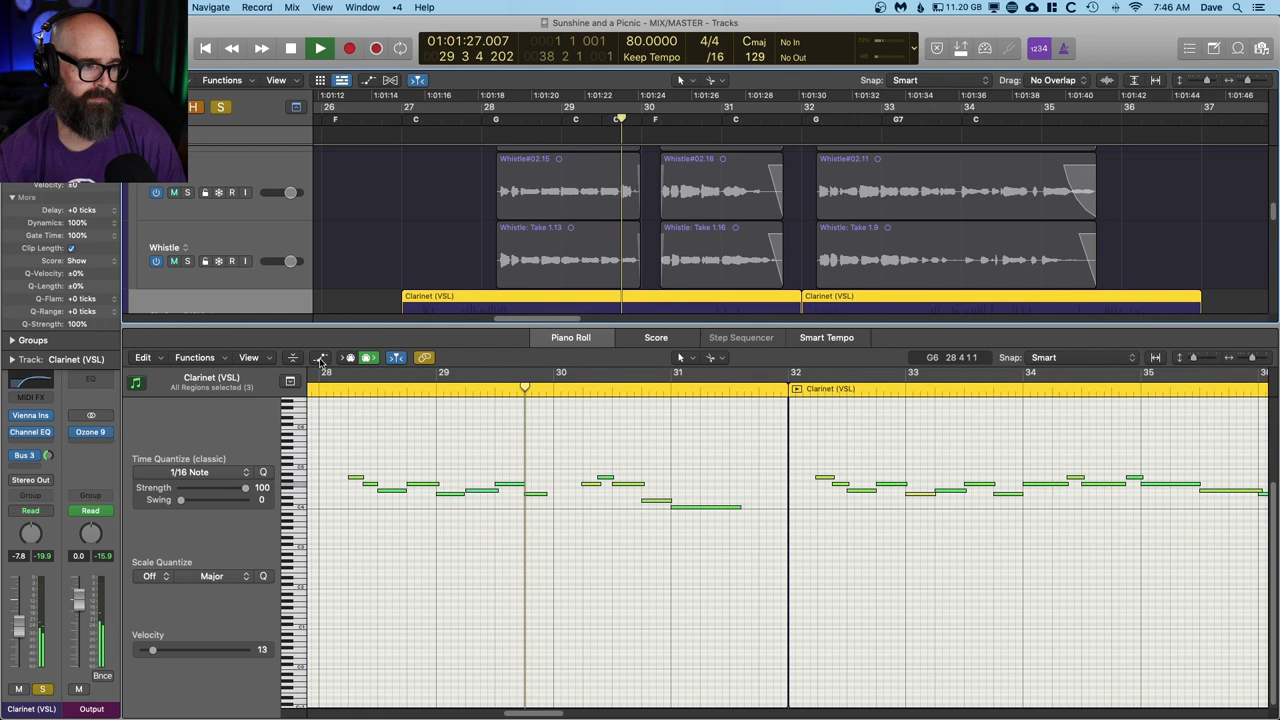 Navigate Record Mix View Window +4 Help 11.20 GB 7:46 AM Dave
Sunshine and a Picnic - MIX/MASTER - Tracks
01:01:27.007 1 1 001 80.0000 4/4 Cmaj No In
29 3 4 202 38 2 1 001 Keep Tempo /16 129 No Out
1234
Functions View Snap: Smart Drag: No Overlap
1:01:12 1:01:14 1:01:16 1:01:18 1:01:20 1:01:22 1:01:24 1:01:26 1:01:28 1:01:30 1:01:32 1:01:34 1:01:36 1:01:38 1:01:40 1:01:42 1:01:44 1:01:46
H S
26 27 28 29 30 31 32 33 34 35 36 37
F C G C C F C G G7 C
Whistle#02.15 Whistle#02.18 Whistle#02.11
Velocity: ±0
M S R I
More
Delay: +0 ticks
Dynamics: 100%
Whistle: Take 1.13 Whistle: Take 1.16 Whistle: Take 1.9
Gate Time: 100%
Clip Length:
Whistle
Score: Show
M S R I
Q-Velocity: ±0%
Q-Length: ±0%
Q-Flam: +0 ticks
Clarinet (VSL) Clarinet (VSL)
Q-Range: +0 ticks
Q-Strength: 100%
Groups
Piano Roll Score Step Sequencer Smart Tempo
Track: Clarinet (VSL)
Edit Functions View G6 28 4 1 1 Snap: Smart
28 29 30 31 32 33 34 35
EQ
MIDI FX
Clarinet (VSL)
All Regions selected (3)
Clarinet (VSL)
Vienna Ins
Channel EQ Ozone 9
Bus 3
Time Quantize (classic)
1/16 Note Q
Strength 100
Swing 0
Stereo Out
Group Group
Read Read
-7.8 -19.9 0.0 -15.9
Scale Quantize
Off Major Q
Velocity
13
Bnce
M S M
Clarinet (VSL) Output